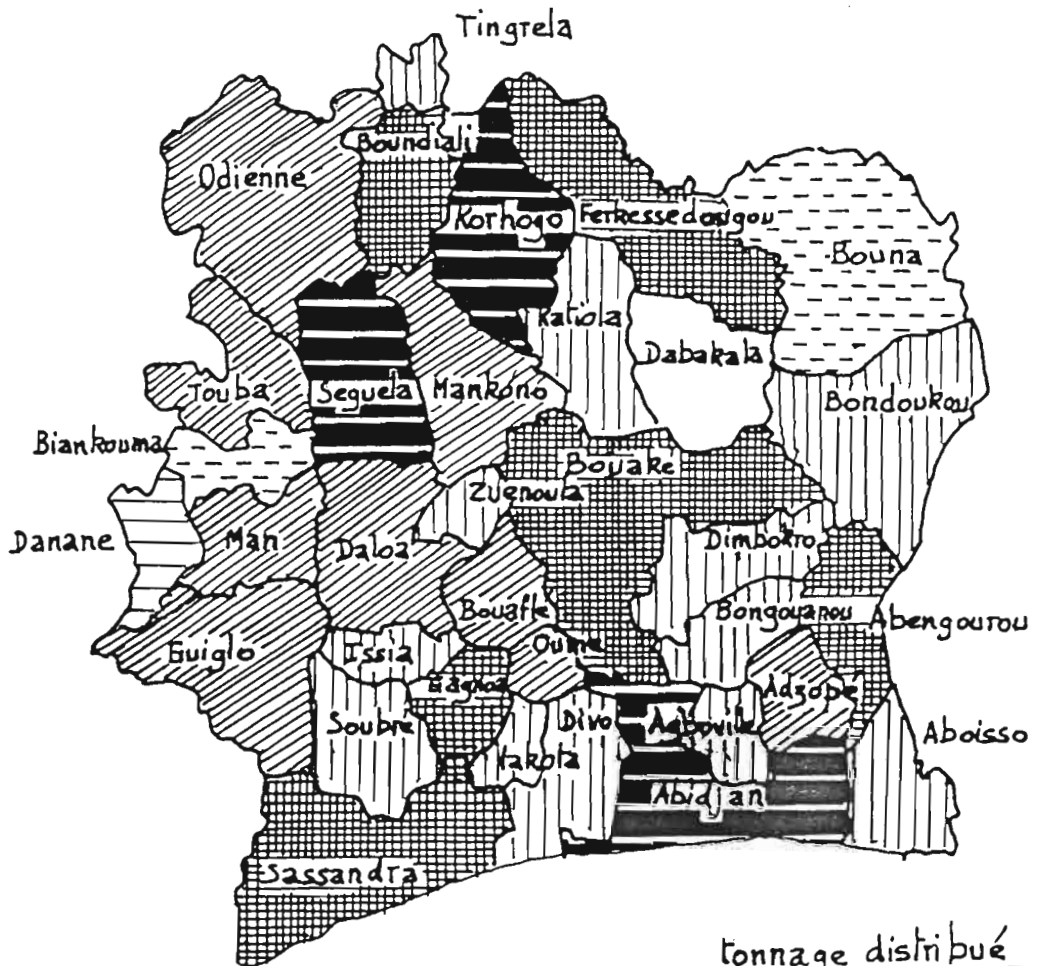 Tingrela
Boundiali
Odienne
Korhogo
Ferkessedougou
Bouna
Katiola
Dabakala
Touba
Seguela
Mankono
Bondoukou
Biankouma
Bouake
Zuenoula
Danane
Man
Daloa
Dimbokro
Bouafle
Bongouanou
Abengourou
Guiglo
Issia
Oume
Gagnoa
Adzopé
Soubre
Divo
Agboville
Aboisso
Lakota
Abidjan
Sassandra
tonnage distribué